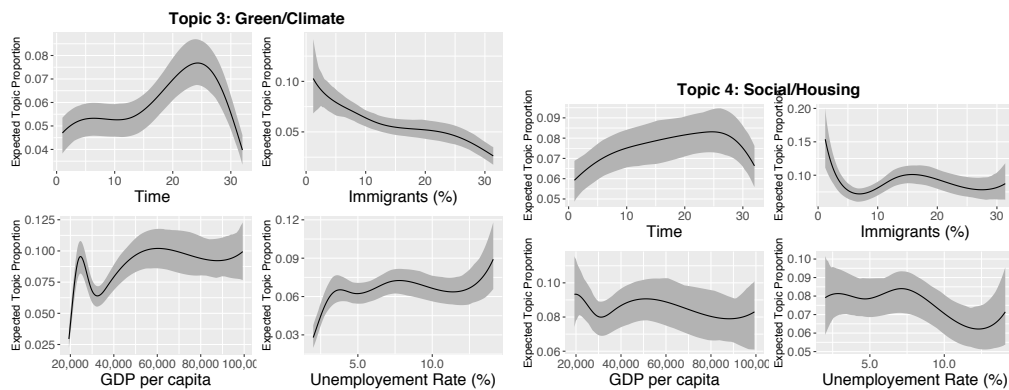 Topic 3: Green/Climate
Expected Topic Proportion
0.08
0.07
0.06
0.05
0.04
0 10 20 30
Time
Expected Topic Proportion
0.10
0.05
0 10 20 30
Immigrants (%)
Expected Topic Proportion
0.125
0.100
0.075
0.050
0.025
20,000 40,000 60,000 80,000 100,00
GDP per capita
Expected Topic Proportion
0.12
0.09
0.06
0.03
5.0 10.0
Unemployement Rate (%)
Topic 4: Social/Housing
Expected Topic Proportion
0.09
0.08
0.07
0.06
0.05
0 10 20 30
Time
Expected Topic Proportion
0.20
0.15
0.10
0.05
0 10 20 30
Immigrants (%)
Expected Topic Proportion
0.10
0.08
0.06
20,000 40,000 60,000 80,000 100,00
GDP per capita
Expected Topic Proportion
0.10
0.09
0.08
0.07
0.06
0.05
5.0 10.0
Unemployement Rate (%)